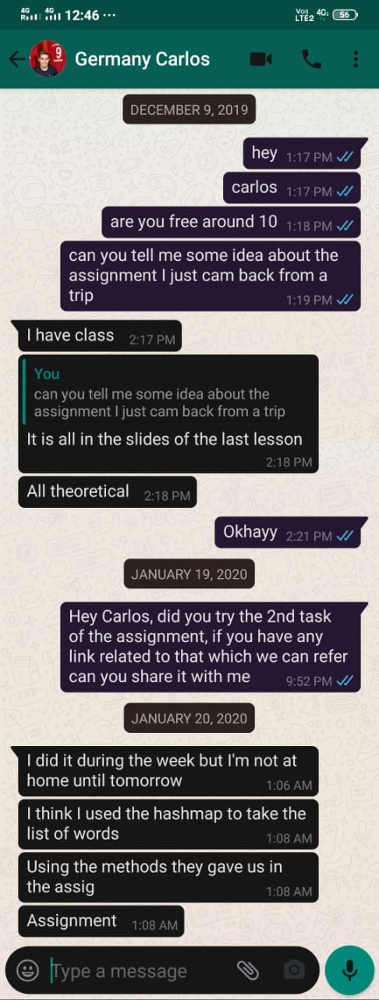 4G R 4G 12:46 ···
Vo) LTE2 4G 56
9
Germany Carlos
DECEMBER 9, 2019
hey 1:17 PM
carlos 1:17 PM
are you free around 10 1:18 PM
can you tell me some idea about the
assignment I just cam back from a
trip 1:19 PM
I have class 2:17 PM
You
can you tell me some idea about the
assignment I just cam back from a trip
It is all in the slides of the last lesson
2:18 PM
All theoretical 2:18 PM
Okhayy 2:21 PM
JANUARY 19, 2020
Hey Carlos, did you try the 2nd task
of the assignment, if you have any
link related to that which we can refer
can you share it with me 9:52 PM
JANUARY 20, 2020
I did it during the week but I'm not at
home until tomorrow 1:06 AM
I think I used the hashmap to take the
list of words 1:08 AM
Using the methods they gave us in
the assig 1:08 AM
Assignment 1:08 AM
Type a message